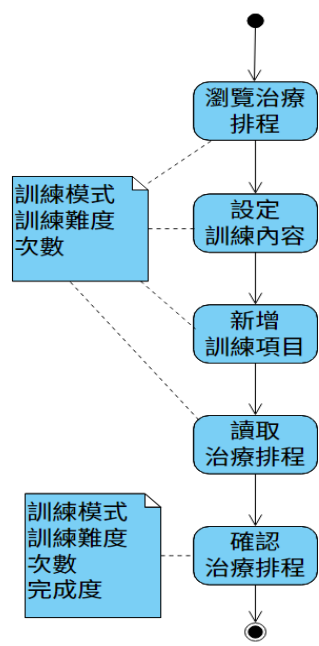 瀏覽治療
排程
訓練模式
訓練難度
次數
設定
訓練內容
新增
訓練項目
讀取
治療排程
訓練模式
訓練難度
次數
完成度
確認
治療排程